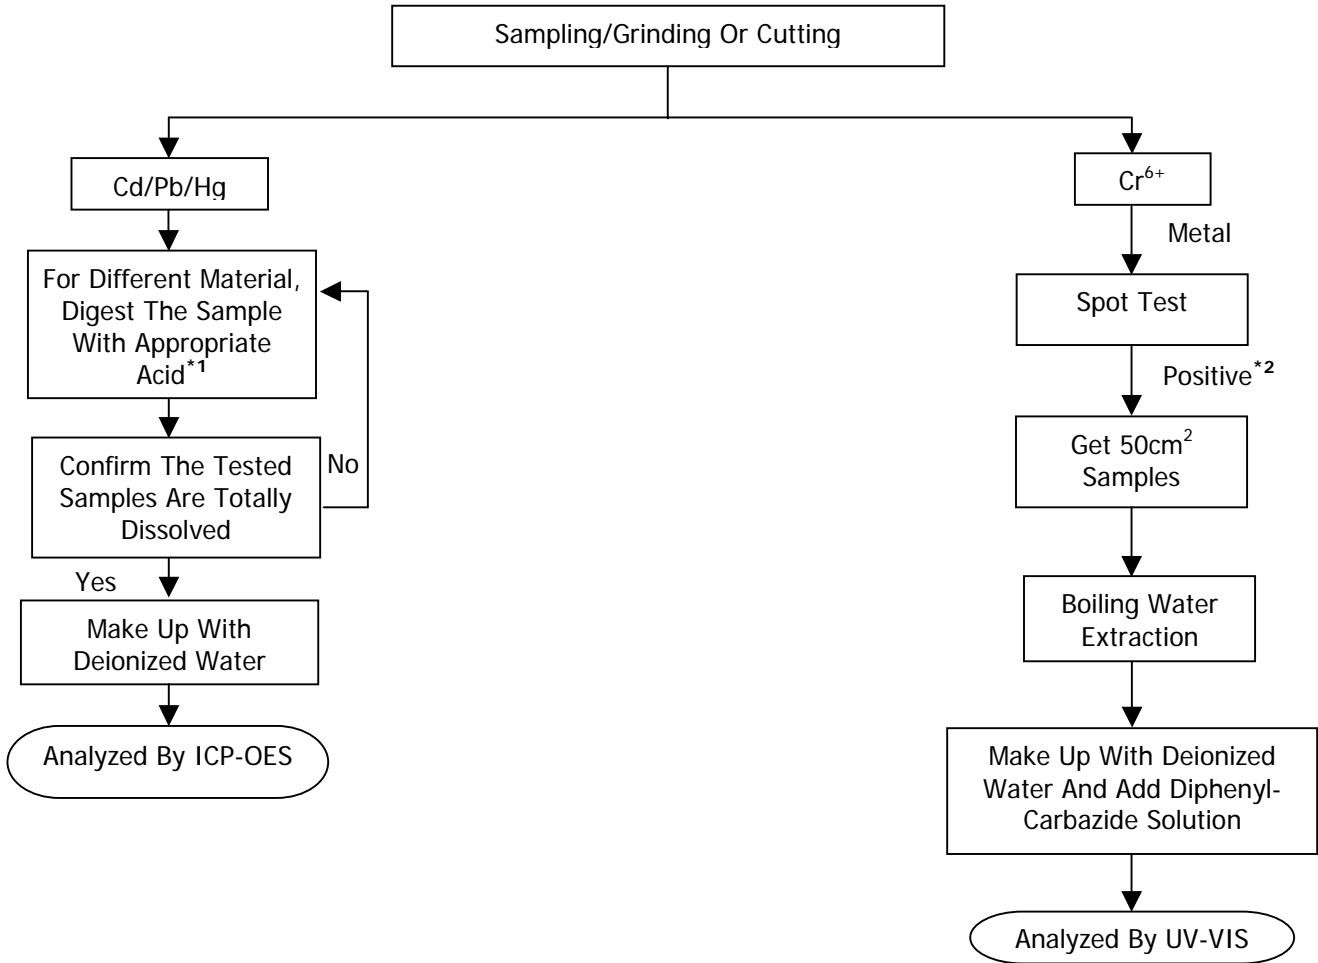 Sampling/Grinding Or Cutting
Cd/Pb/Hg
For Different Material,
Digest The Sample
With Appropriate
Acid*1
Confirm The Tested
Samples Are Totally
Dissolved
No
Yes
Make Up With
Deionized Water
Analyzed By ICP-OES
Cr6+
Metal
Spot Test
Positive*2
Get 50cm2
Samples
Boiling Water
Extraction
Make Up With Deionized
Water And Add Diphenyl-
Carbazide Solution
Analyzed By UV-VIS